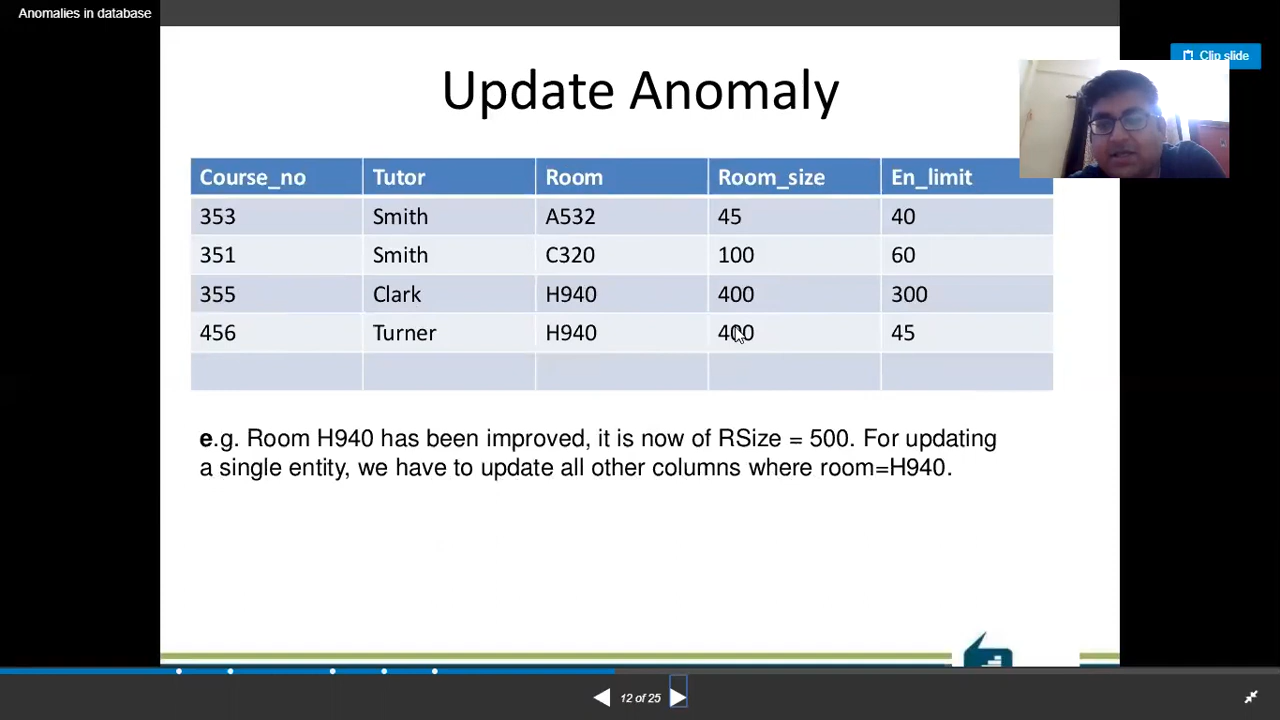 Anomalies in database
Clip slide
Update Anomaly
Course_no Tutor Room Room_size En_limit
353 Smith A532 45 40
351 Smith C320 100 60
355 Clark H940 400 300
456 Turner H940 400 45
e.g. Room H940 has been improved, it is now of RSize = 500. For updating
a single entity, we have to update all other columns where room=H940.
12 of 25